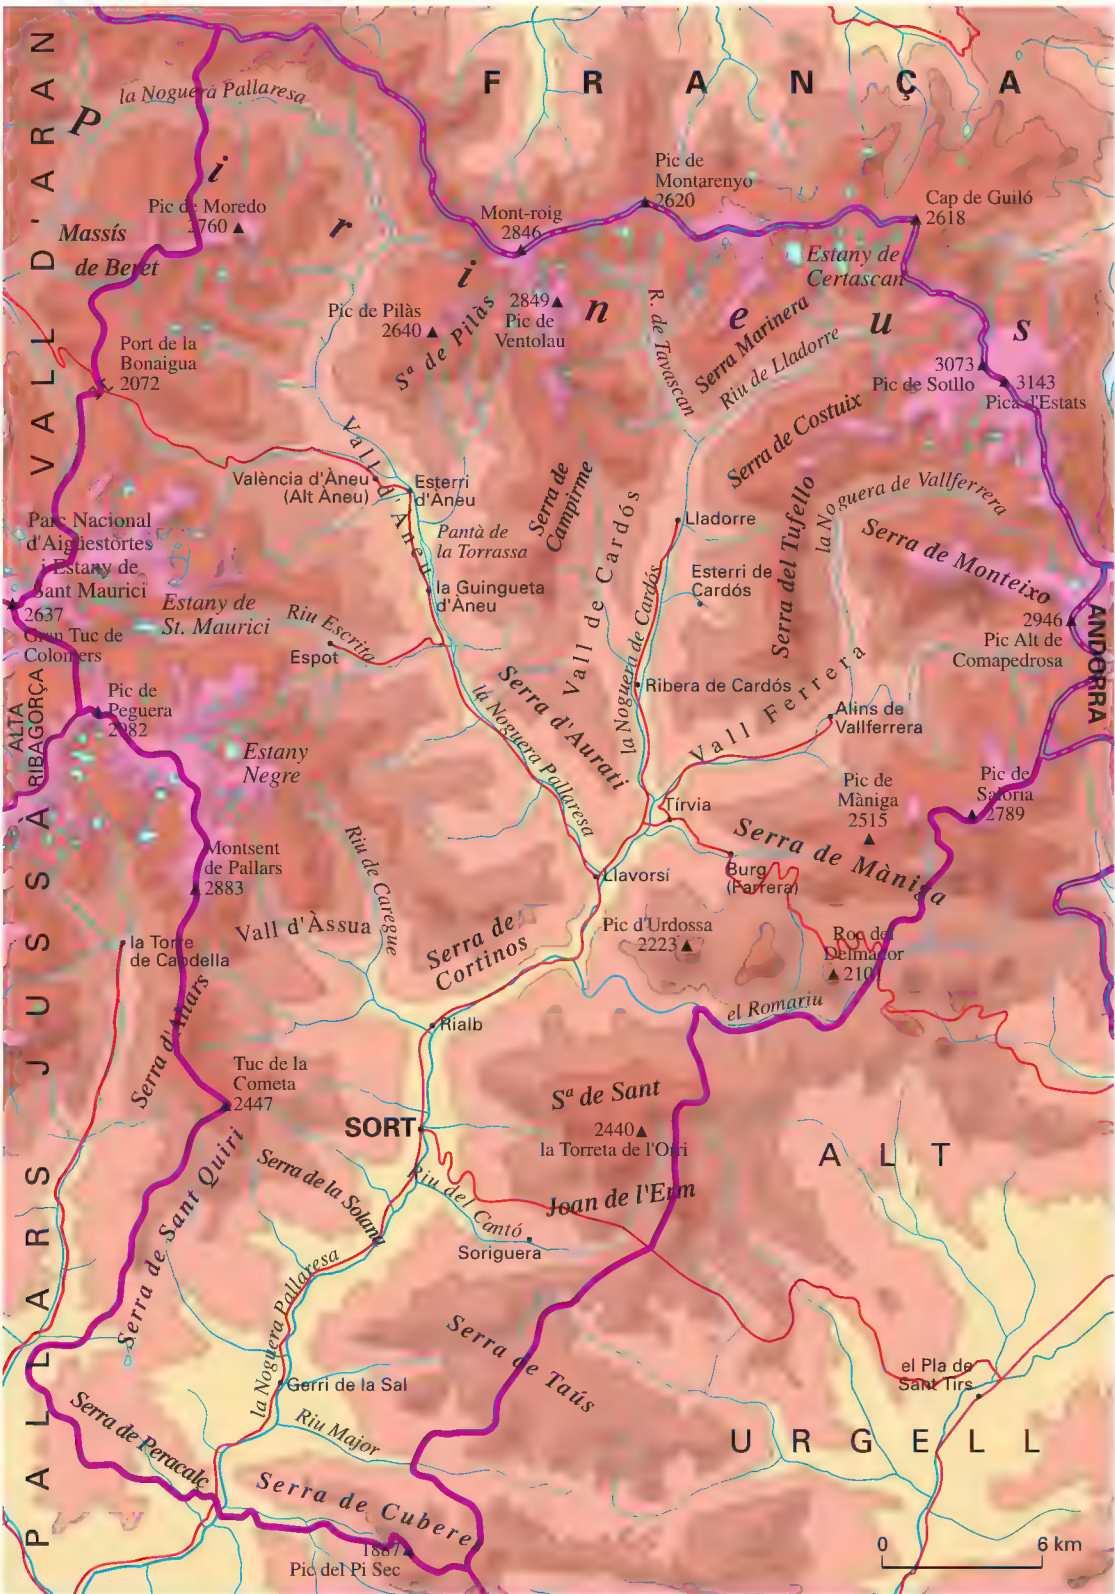 FRANÇA
VALL D'ARAN
Pirineus
la Noguera Pallaresa
Pic de Moredo
2760
Massís
de Beret
Pic de
Montarenyo
2620
Mont-roig
2846
Cap de Guiló
2618
Estany de
Certascan
2849
Pic de
Ventolau
Pic de Pilàs
2640
Sª de Pilàs
R. de Tavascan
Serra Marinera
Riu de Lladorre
Port de la
Bonaigua
2072
3073
Pic de Sotllo
3143
Pica d'Estats
Serra de Costuix
Vall d'Àneu
València d'Àneu
(Alt Àneu)
Esterri
d'Àneu
Serra de
Campirme
Vall de Cardós
Serra del Tufello
la Noguera de Vallferrera
Lladorre
Parc Nacional
d'Aigüestortes
i Estany de
Sant Maurici
Pantà de
la Torrassa
Serra de Monteixo
Esterri de
Cardós
la Guingueta
d'Àneu
2637
Gran Tuc de
Colomers
Estany de
St. Maurici
Riu Escrita
Espot
2946
Pic Alt de
Comapedrosa
ANDORRA
la Noguera de Cardós
Ribera de Cardós
Vall Ferrera
ALTA
RIBAGORÇA
Pic de
Peguera
2982
Serra d'Aurati
la Noguera Pallaresa
Alins de
Vallferrera
Estany
Negre
Pic de
Màniga
2515
Pic de
Salòria
2789
Tírvia
Serra de Màniga
Riu de Caregue
Montsent
de Pallars
2883
Burg
(Farrera)
Llavorsí
Vall d'Àssua
Serra de
Cortinos
Pic d'Urdossa
2223
Roc del
Delmador
2101
la Torre
de Capdella
el Romariu
Serra d'Altars
Rialb
Tuc de la
Cometa
2447
Sª de Sant
2440
la Torreta de l'Orri
Joan de l'Erm
SORT
ALT
Serra de Sant Quiri
Serra de la Solana
Riu del Cantó
Soriguera
PALLARS JUSSÀ
la Noguera Pallaresa
Serra de Taús
el Pla de
Sant Tirs
Gerri de la Sal
Riu Major
URGELL
Serra de Peracalç
Serra de Cubere
1887
Pic del Pi Sec
0 6 km